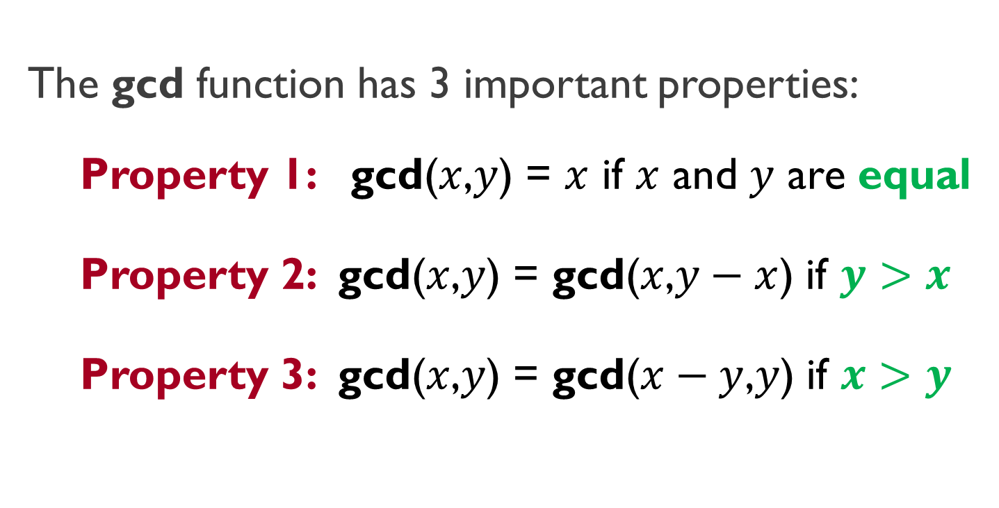 The gcd function has 3 important properties:
Property 1: gcd(x,y) = x if x and y are equal
Property 2: gcd(x,y) = gcd(x,y − x) if y > x
Property 3: gcd(x,y) = gcd(x − y,y) if x > y